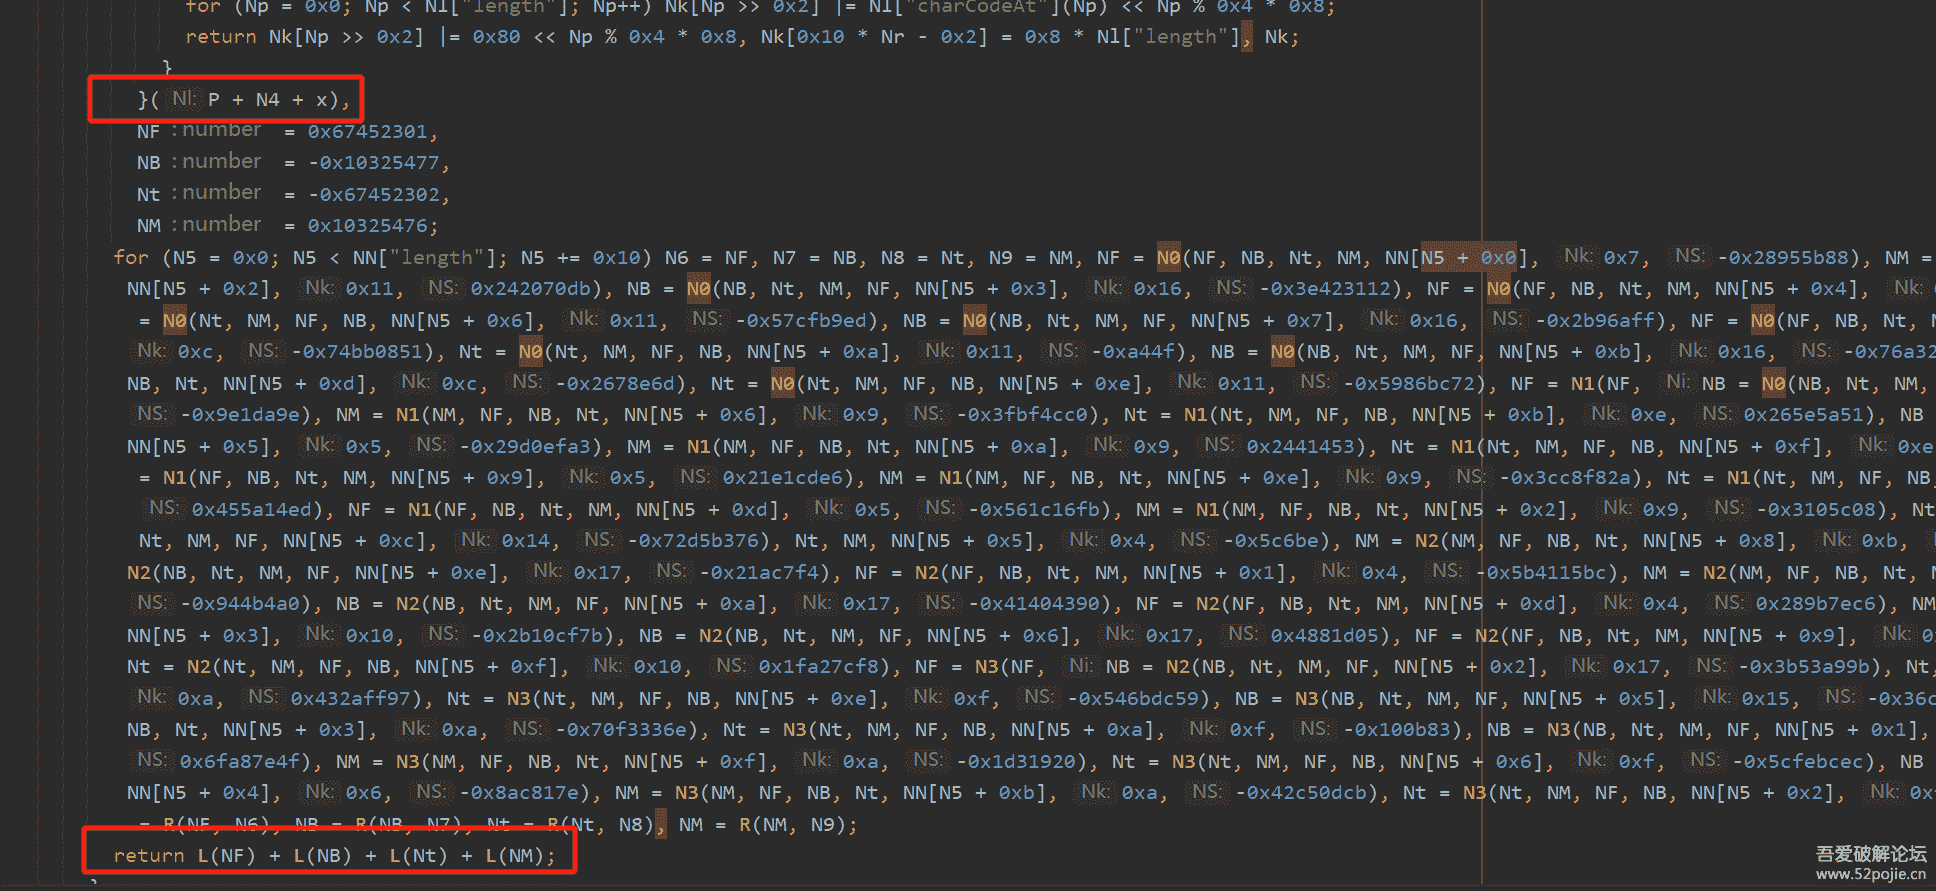 for (Np = 0x0; Np < Nl["length"]; Np++) Nk[Np >> 0x2] |= Nl["charCodeAt"](Np) << Np % 0x4 * 0x8;
return Nk[Np >> 0x2] |= 0x80 << Np % 0x4 * 0x8, Nk[0x10 * Nr - 0x2] = 0x8 * Nl["length"], Nk;
}
}( Nl: P + N4 + x),
NF : number = 0x67452301,
NB : number = -0x10325477,
Nt : number = -0x67452302,
NM : number = 0x10325476;
for (N5 = 0x0; N5 < NN["length"]; N5 += 0x10) N6 = NF, N7 = NB, N8 = Nt, N9 = NM, NF = N0(NF, NB, Nt, NM, NN[N5 + 0x0], Nk: 0x7, NS: -0x28955b88), NM =
NN[N5 + 0x2], Nk: 0x11, NS: 0x242070db), NB = N0(NB, Nt, NM, NF, NN[N5 + 0x3], Nk: 0x16, NS: -0x3e423112), NF = N0(NF, NB, Nt, NM, NN[N5 + 0x4], Nk:
= N0(Nt, NM, NF, NB, NN[N5 + 0x6], Nk: 0x11, NS: -0x57cfb9ed), NB = N0(NB, Nt, NM, NF, NN[N5 + 0x7], Nk: 0x16, NS: -0x2b96aff), NF = N0(NF, NB, Nt,
Nk: 0xc, NS: -0x74bb0851), Nt = N0(Nt, NM, NF, NB, NN[N5 + 0xa], Nk: 0x11, NS: -0xa44f), NB = N0(NB, Nt, NM, NF, NN[N5 + 0xb], Nk: 0x16, NS: -0x76a32
NB, Nt, NN[N5 + 0xd], Nk: 0xc, NS: -0x2678e6d), Nt = N0(Nt, NM, NF, NB, NN[N5 + 0xe], Nk: 0x11, NS: -0x5986bc72), NF = N1(NF, Ni: NB = N0(NB, Nt, NM,
NS: -0x9e1da9e), NM = N1(NM, NF, NB, Nt, NN[N5 + 0x6], Nk: 0x9, NS: -0x3fbf4cc0), Nt = N1(Nt, NM, NF, NB, NN[N5 + 0xb], Nk: 0xe, NS: 0x265e5a51), NB
NN[N5 + 0x5], Nk: 0x5, NS: -0x29d0efa3), NM = N1(NM, NF, NB, Nt, NN[N5 + 0xa], Nk: 0x9, NS: 0x2441453), Nt = N1(Nt, NM, NF, NB, NN[N5 + 0xf], Nk: 0xe
= N1(NF, NB, Nt, NM, NN[N5 + 0x9], Nk: 0x5, NS: 0x21e1cde6), NM = N1(NM, NF, NB, Nt, NN[N5 + 0xe], Nk: 0x9, NS: -0x3cc8f82a), Nt = N1(Nt, NM, NF, NB,
NS: 0x455a14ed), NF = N1(NF, NB, Nt, NM, NN[N5 + 0xd], Nk: 0x5, NS: -0x561c16fb), NM = N1(NM, NF, NB, Nt, NN[N5 + 0x2], Nk: 0x9, NS: -0x3105c08), Nt
Nt, NM, NF, NN[N5 + 0xc], Nk: 0x14, NS: -0x72d5b376), Nt, NM, NN[N5 + 0x5], Nk: 0x4, NS: -0x5c6be), NM = N2(NM, NF, NB, Nt, NN[N5 + 0x8], Nk: 0xb,
N2(NB, Nt, NM, NF, NN[N5 + 0xe], Nk: 0x17, NS: -0x21ac7f4), NF = N2(NF, NB, Nt, NM, NN[N5 + 0x1], Nk: 0x4, NS: -0x5b4115bc), NM = N2(NM, NF, NB, Nt,
NS: -0x944b4a0), NB = N2(NB, Nt, NM, NF, NN[N5 + 0xa], Nk: 0x17, NS: -0x41404390), NF = N2(NF, NB, Nt, NM, NN[N5 + 0xd], Nk: 0x4, NS: 0x289b7ec6), NM
NN[N5 + 0x3], Nk: 0x10, NS: -0x2b10cf7b), NB = N2(NB, Nt, NM, NF, NN[N5 + 0x6], Nk: 0x17, NS: 0x4881d05), NF = N2(NF, NB, Nt, NM, NN[N5 + 0x9], Nk:
Nt = N2(Nt, NM, NF, NB, NN[N5 + 0xf], Nk: 0x10, NS: 0x1fa27cf8), NF = N3(NF, Ni: NB = N2(NB, Nt, NM, NF, NN[N5 + 0x2], Nk: 0x17, NS: -0x3b53a99b), Nt,
Nk: 0xa, NS: 0x432aff97), Nt = N3(Nt, NM, NF, NB, NN[N5 + 0xe], Nk: 0xf, NS: -0x546bdc59), NB = N3(NB, Nt, NM, NF, NN[N5 + 0x5], Nk: 0x15, NS: -0x36c
NB, Nt, NN[N5 + 0x3], Nk: 0xa, NS: -0x70f3336e), Nt = N3(Nt, NM, NF, NB, NN[N5 + 0xa], Nk: 0xf, NS: -0x100b83), NB = N3(NB, Nt, NM, NF, NN[N5 + 0x1],
NS: 0x6fa87e4f), NM = N3(NM, NF, NB, Nt, NN[N5 + 0xf], Nk: 0xa, NS: -0x1d31920), Nt = N3(Nt, NM, NF, NB, NN[N5 + 0x6], Nk: 0xf, NS: -0x5cfebcec), NB
NN[N5 + 0x4], Nk: 0x6, NS: -0x8ac817e), NM = N3(NM, NF, NB, Nt, NN[N5 + 0xb], Nk: 0xa, NS: -0x42c50dcb), Nt = N3(Nt, NM, NF, NB, NN[N5 + 0x2], Nk:
= R(NF, N6), NB = R(NB, N7), Nt = R(Nt, N8), NM = R(NM, N9);
return L(NF) + L(NB) + L(Nt) + L(NM);
吾爱破解论坛
www.52pojie.cn